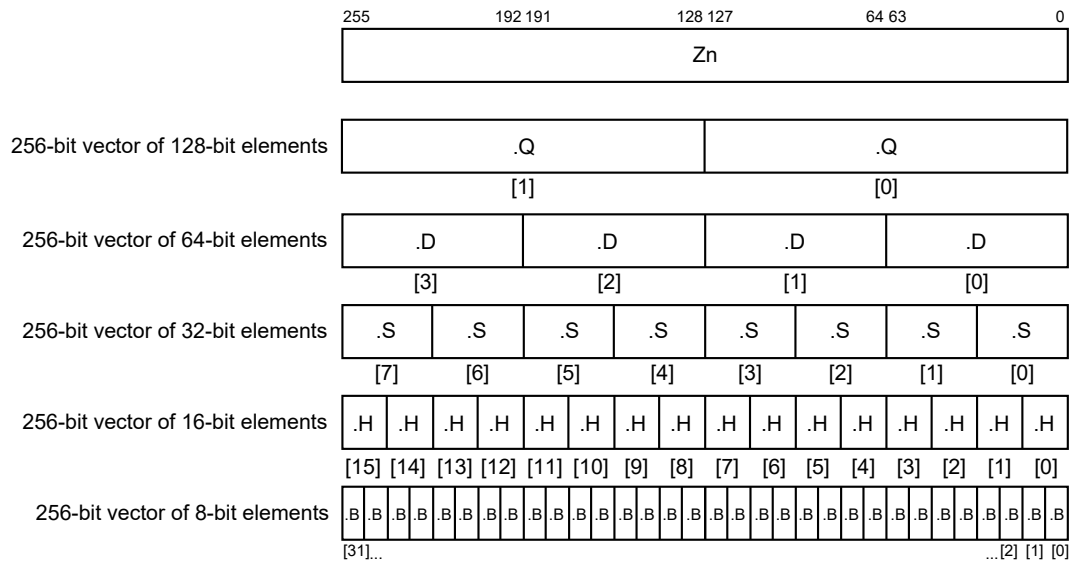 255 192 191 128 127 64 63 0
Zn
256-bit vector of 128-bit elements .Q .Q
[1] [0]
256-bit vector of 64-bit elements .D .D .D .D
[3] [2] [1] [0]
256-bit vector of 32-bit elements .S .S .S .S .S .S .S .S
[7] [6] [5] [4] [3] [2] [1] [0]
256-bit vector of 16-bit elements .H .H .H .H .H .H .H .H .H .H .H .H .H .H .H .H
[15] [14] [13] [12] [11] [10] [9] [8] [7] [6] [5] [4] [3] [2] [1] [0]
256-bit vector of 8-bit elements .B .B .B .B .B .B .B .B .B .B .B .B .B .B .B .B .B .B .B .B .B .B .B .B .B .B .B .B .B .B .B .B
[31]... ...[2] [1] [0]